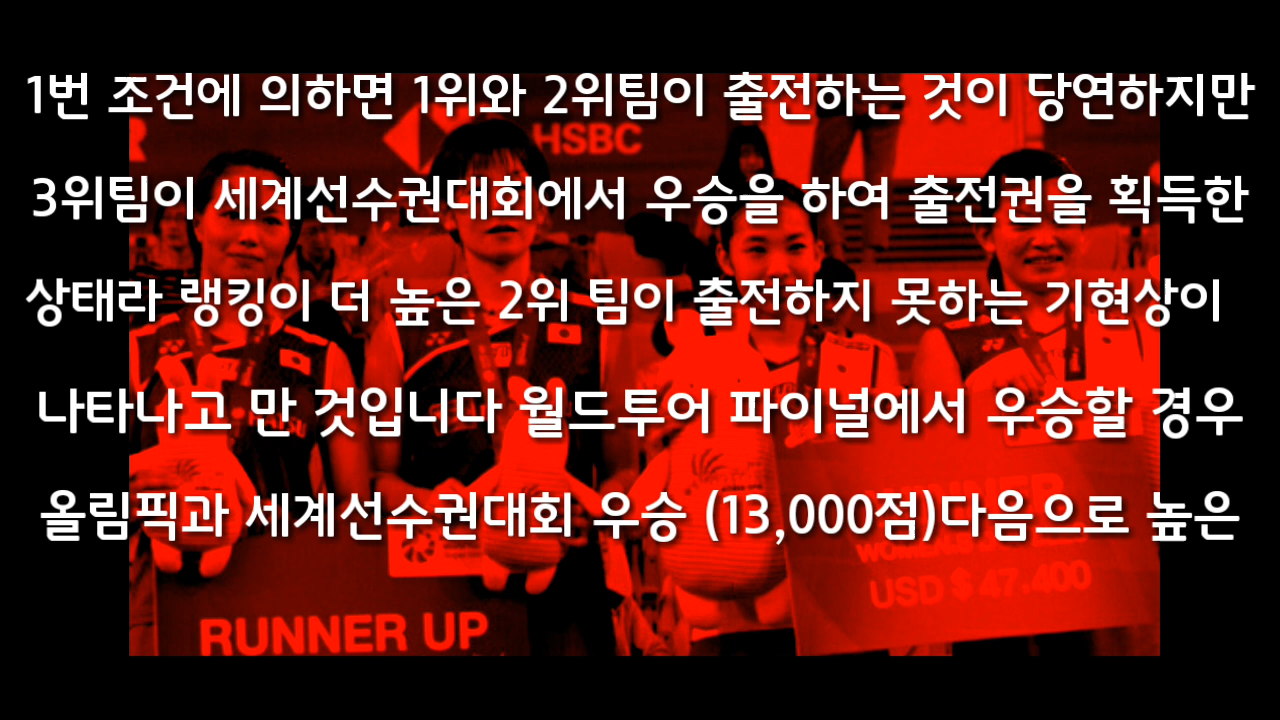 1번 조건에 의하면 1위와 2위팀이 출전하는 것이 당연하지만
HSBC
3위팀이 세계선수권대회에서 우승을 하여 출전권을 획득한
상태라 랭킹이 더 높은 2위 팀이 출전하지 못하는 기현상이
나타나고 만 것입니다 월드투어 파이널에서 우승할 경우
올림픽과 세계선수권대회 우승 (13,000점)다음으로 높은
USD $ 47.400
RUNNER UP